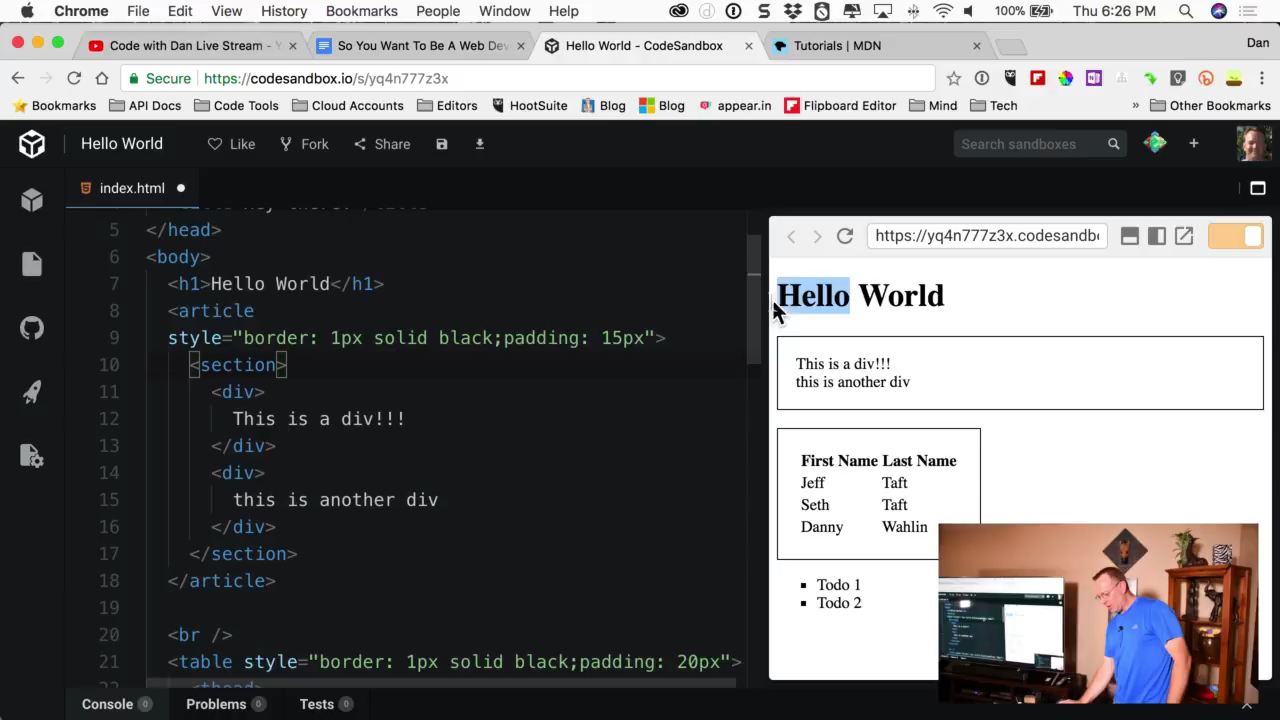 Chrome File Edit View History Bookmarks People Window Help 100% Thu 6:26 PM
Code with Dan Live Stream - Y
So You Want To Be A Web Dev
Hello World - CodeSandbox
Tutorials | MDN
Dan
Secure https://codesandbox.io/s/yq4n777z3x
Bookmarks API Docs Code Tools Cloud Accounts Editors HootSuite Blog Blog appear.in Flipboard Editor Mind Tech » Other Bookmarks
Hello World Like Fork Share Search sandboxes
index.html
https://yq4n777z3x.codesandbo
5 </head>
6 <body>
7 <h1>Hello World</h1>
8 <article
9 style="border: 1px solid black;padding: 15px">
10 <section>
11 <div>
12 This is a div!!!
13 </div>
14 <div>
15 this is another div
16 </div>
17 </section>
18 </article>
19
20 <br />
21 <table style="border: 1px solid black;padding: 20px">
22 <thead>
Hello World
This is a div!!!
this is another div
First Name Last Name
Jeff Taft
Seth Taft
Danny Wahlin
Todo 1
Todo 2
Console 0 Problems 0 Tests 0